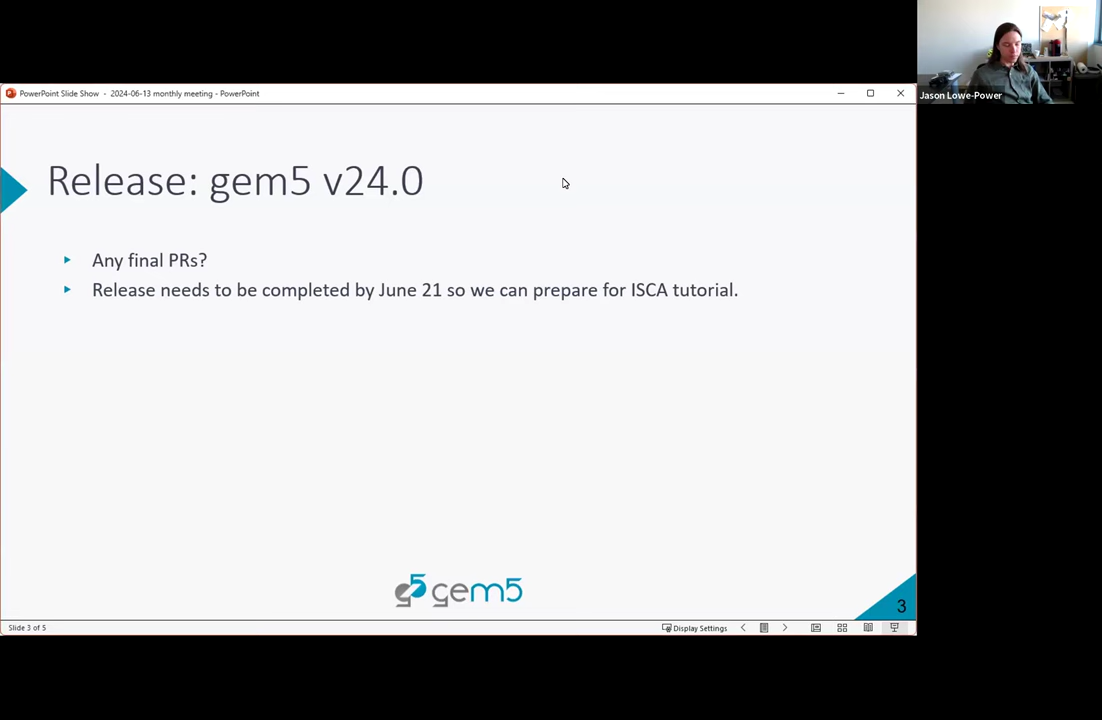 Jason Lowe-Power
PowerPoint Slide Show - 2024-06-13 monthly meeting - PowerPoint
Release: gem5 v24.0
Any final PRs?
Release needs to be completed by June 21 so we can prepare for ISCA tutorial.
g5 gem5
3
Slide 3 of 5
Display Settings